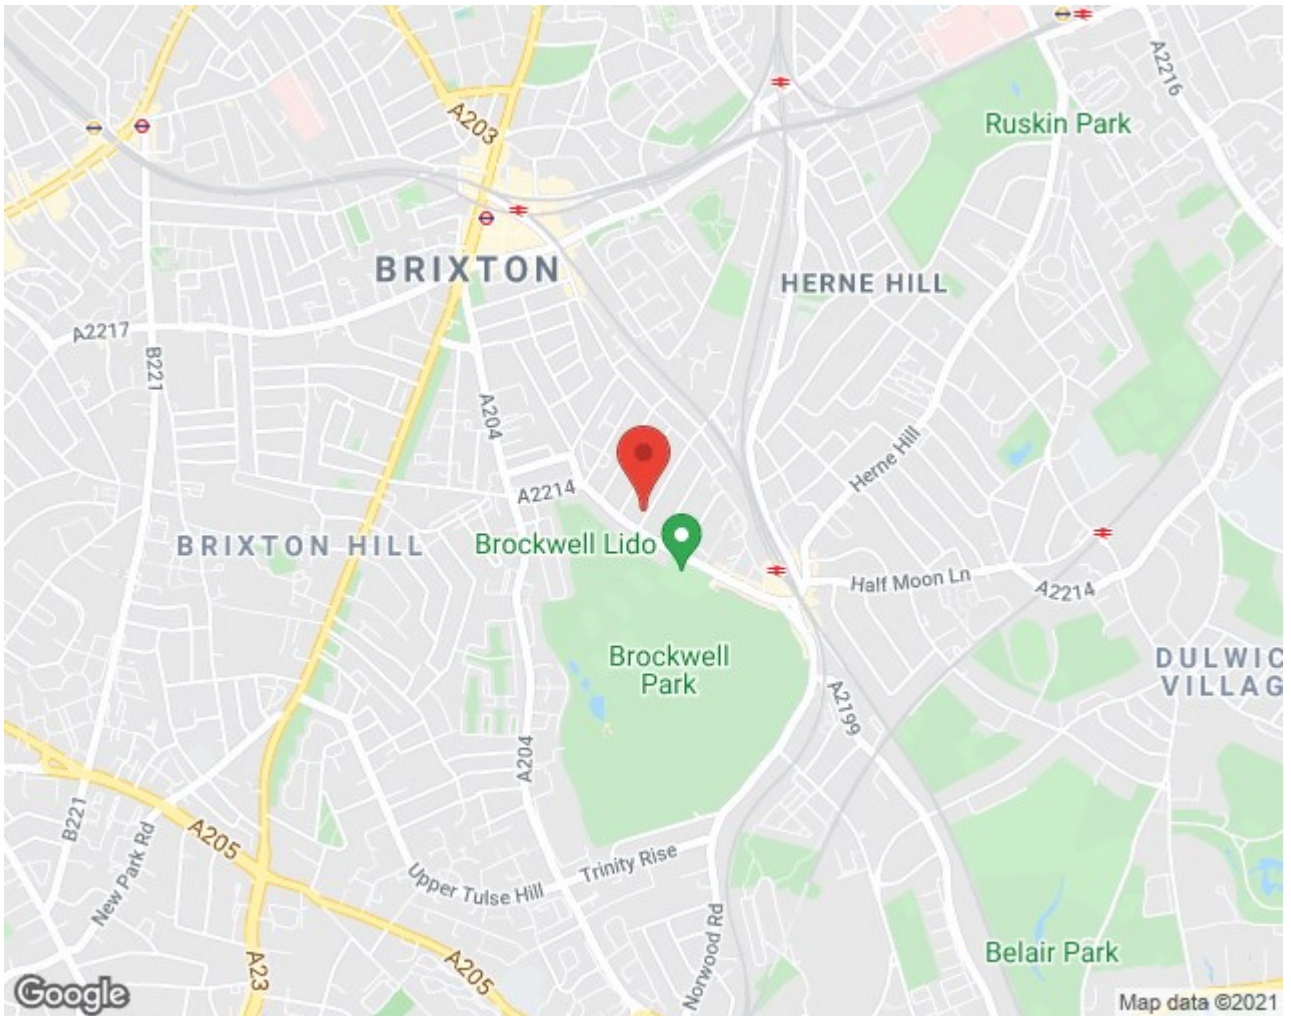 A203
A2216
Ruskin Park
BRIXTON
HERNE HILL
A2217
B221
A204
Herne Hill
A2214
BRIXTON HILL
Brockwell Lido
Half Moon Ln
A2214
Brockwell
Park
DULWIC
VILLAG
A2199
A204
B221
A205
New Park Rd
Upper Tulse Hill
Trinity Rise
Norwood Rd
A23
A205
Belair Park
Google
Map data ©2021